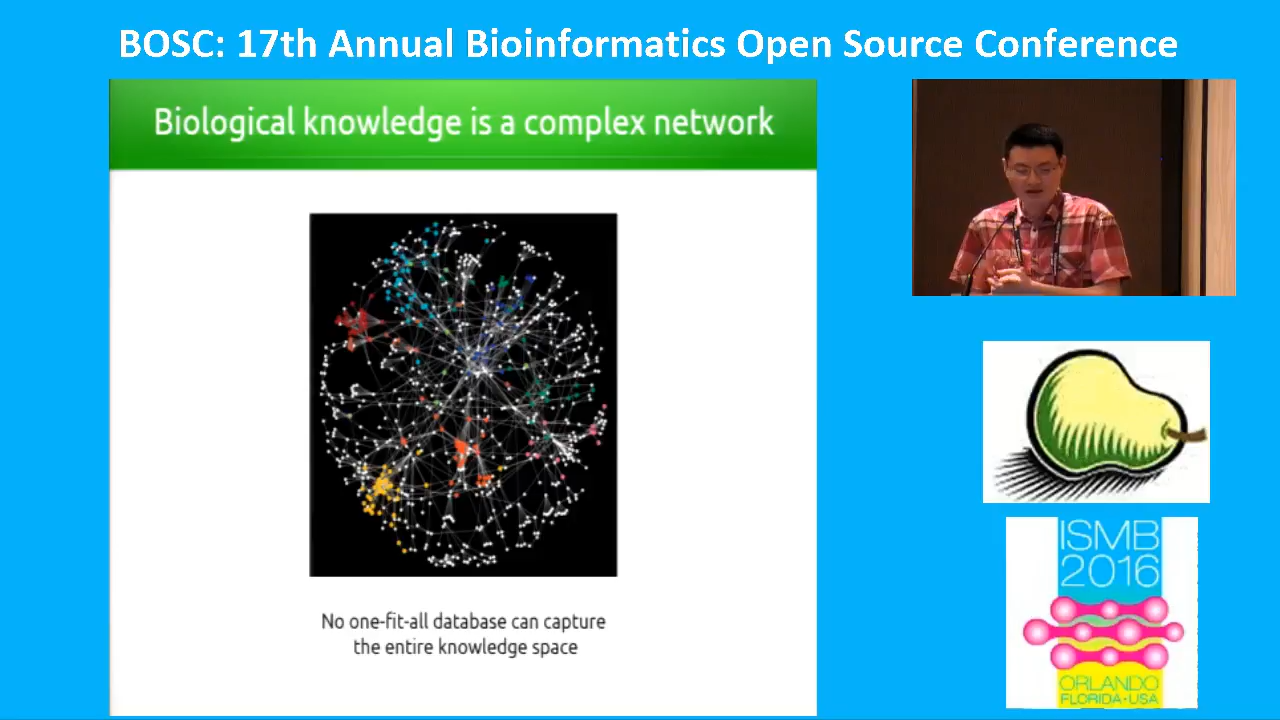 BOSC: 17th Annual Bioinformatics Open Source Conference
Biological knowledge is a complex network
No one-fit-all database can capture
the entire knowledge space
ISMB
2016
ORLANDO
FLORIDA•USA